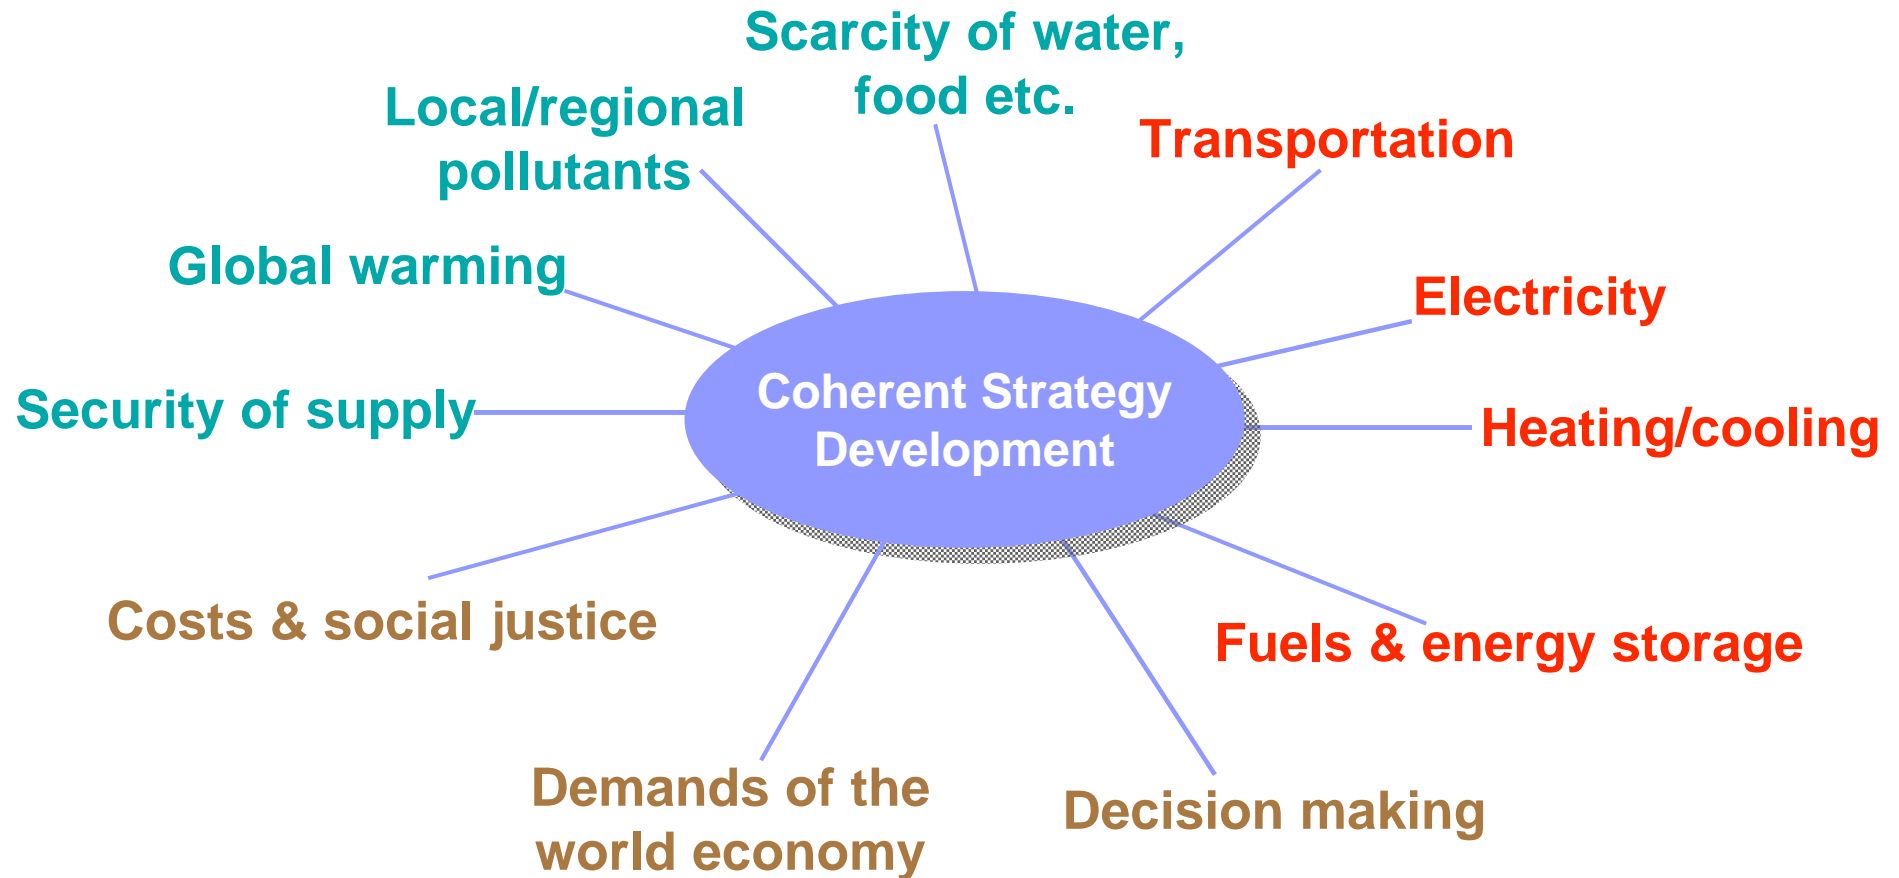 Scarcity of water,
food etc.
Local/regional
pollutants
Transportation
Global warming
Electricity
Coherent Strategy
Development
Security of supply
Heating/cooling
Costs & social justice
Fuels & energy storage
Demands of the
world economy
Decision making